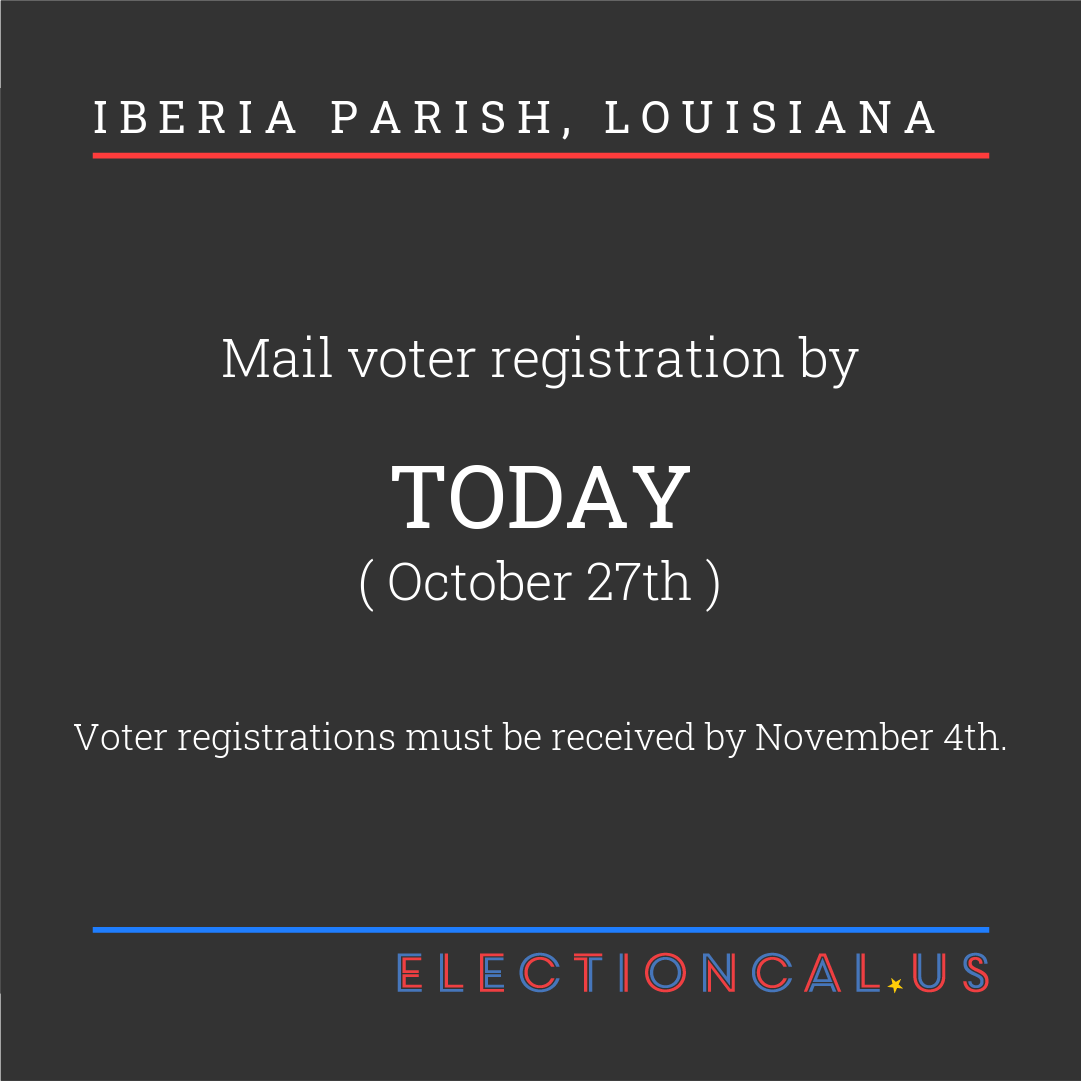 IBERIA PARISH, LOUISIANA
Mail voter registration by
TODAY
( October 27th )
Voter registrations must be received by November 4th.
ELECTIONCAL.US